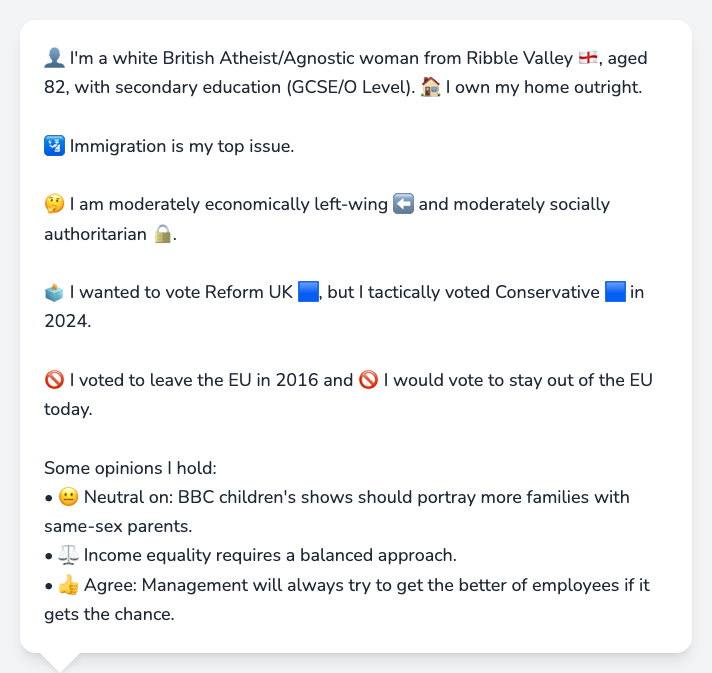 👤 I'm a white British Atheist/Agnostic woman from Ribble Valley 🏴󠁧󠁢󠁥󠁮󠁧󠁿, aged
82, with secondary education (GCSE/O Level). 🏠 I own my home outright.
🛂 Immigration is my top issue.
🤔 I am moderately economically left-wing ⬅️ and moderately socially
authoritarian 🔒.
🗳️ I wanted to vote Reform UK 🟦, but I tactically voted Conservative 🟦 in
2024.
🚫 I voted to leave the EU in 2016 and 🚫 I would vote to stay out of the EU
today.
Some opinions I hold:
• 😐 Neutral on: BBC children's shows should portray more families with
same-sex parents.
• ⚖️ Income equality requires a balanced approach.
• 👍 Agree: Management will always try to get the better of employees if it
gets the chance.